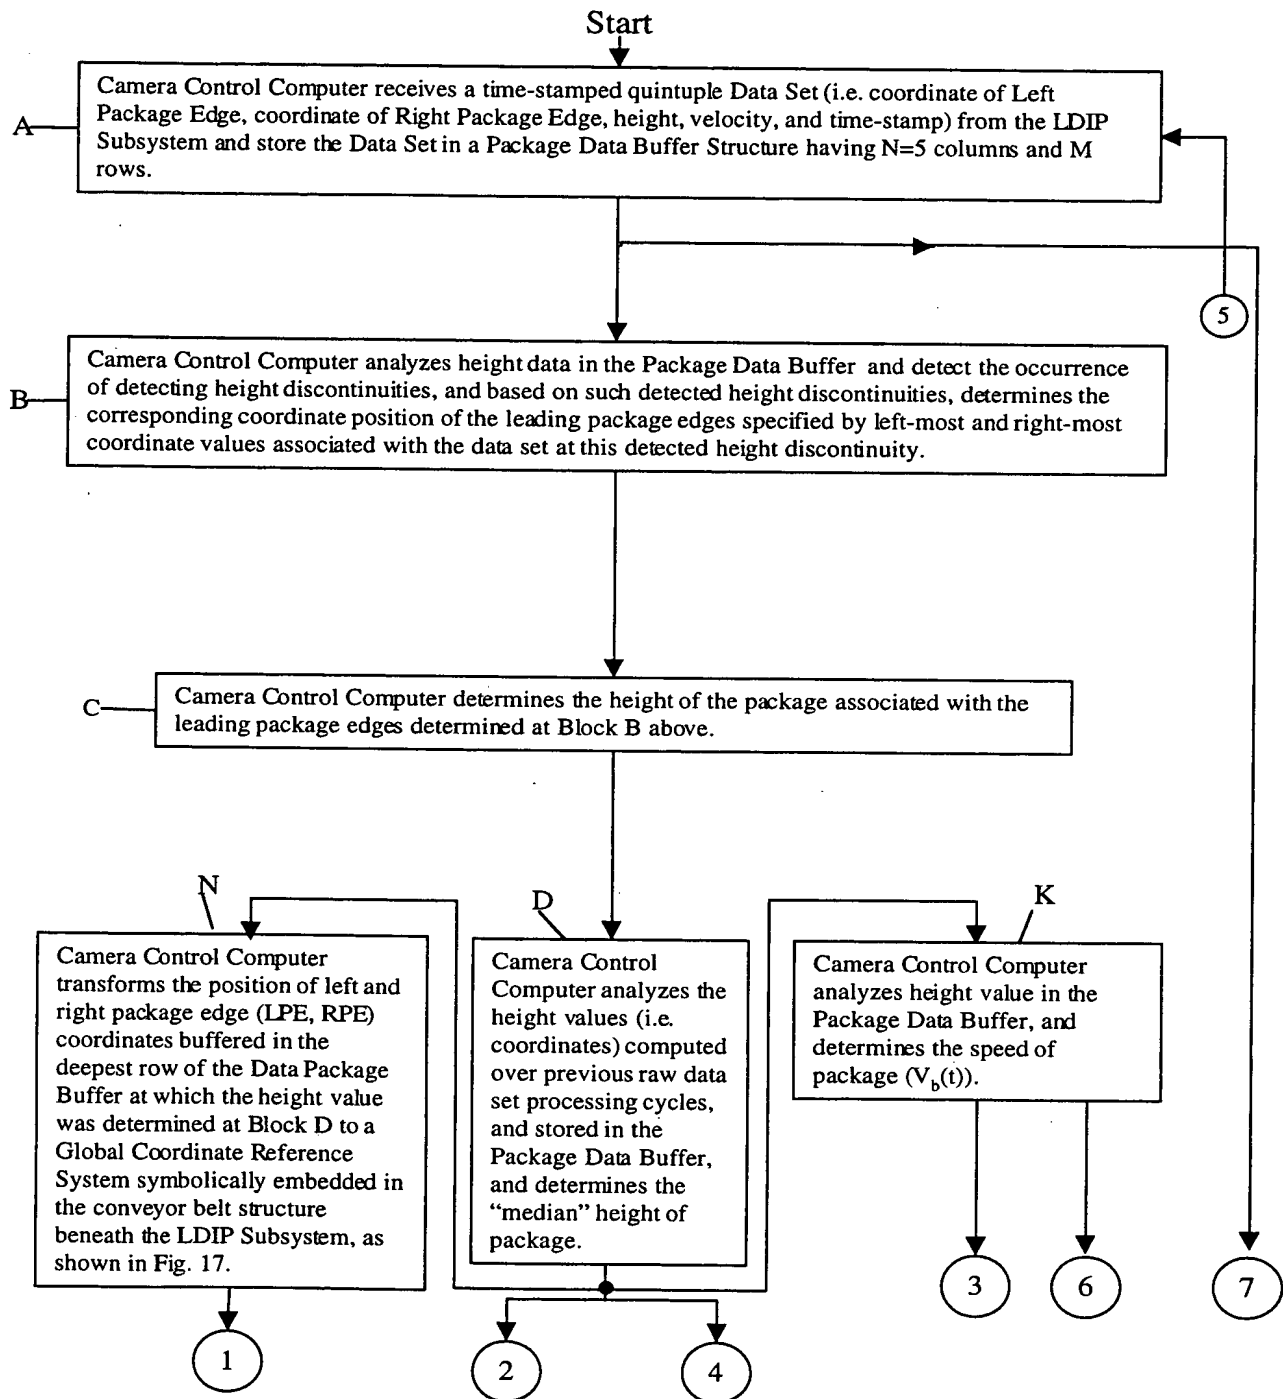 Start
Camera Control Computer receives a time-stamped quintuple Data Set (i.e. coordinate of Left
Package Edge, coordinate of Right Package Edge, height, velocity, and time-stamp) from the LDIP
Subsystem and store the Data Set in a Package Data Buffer Structure having N=5 columns and M
rows.
A
5
Camera Control Computer analyzes height data in the Package Data Buffer and detect the occurrence
of detecting height discontinuities, and based on such detected height discontinuities, determines the
corresponding coordinate position of the leading package edges specified by left-most and right-most
coordinate values associated with the data set at this detected height discontinuity.
B
Camera Control Computer determines the height of the package associated with the
leading package edges determined at Block B above.
C
N
Camera Control Computer
transforms the position of left and
right package edge (LPE, RPE)
coordinates buffered in the
deepest row of the Data Package
Buffer at which the height value
was determined at Block D to a
Global Coordinate Reference
System symbolically embedded in
the conveyor belt structure
beneath the LDIP Subsystem, as
shown in Fig. 17.
D
Camera Control
Computer analyzes the
height values (i.e.
coordinates) computed
over previous raw data
set processing cycles,
and stored in the
Package Data Buffer,
and determines the
“median” height of
package.
K
Camera Control Computer
analyzes height value in the
Package Data Buffer, and
determines the speed of
package (Vb(t)).
1
2
4
3
6
7